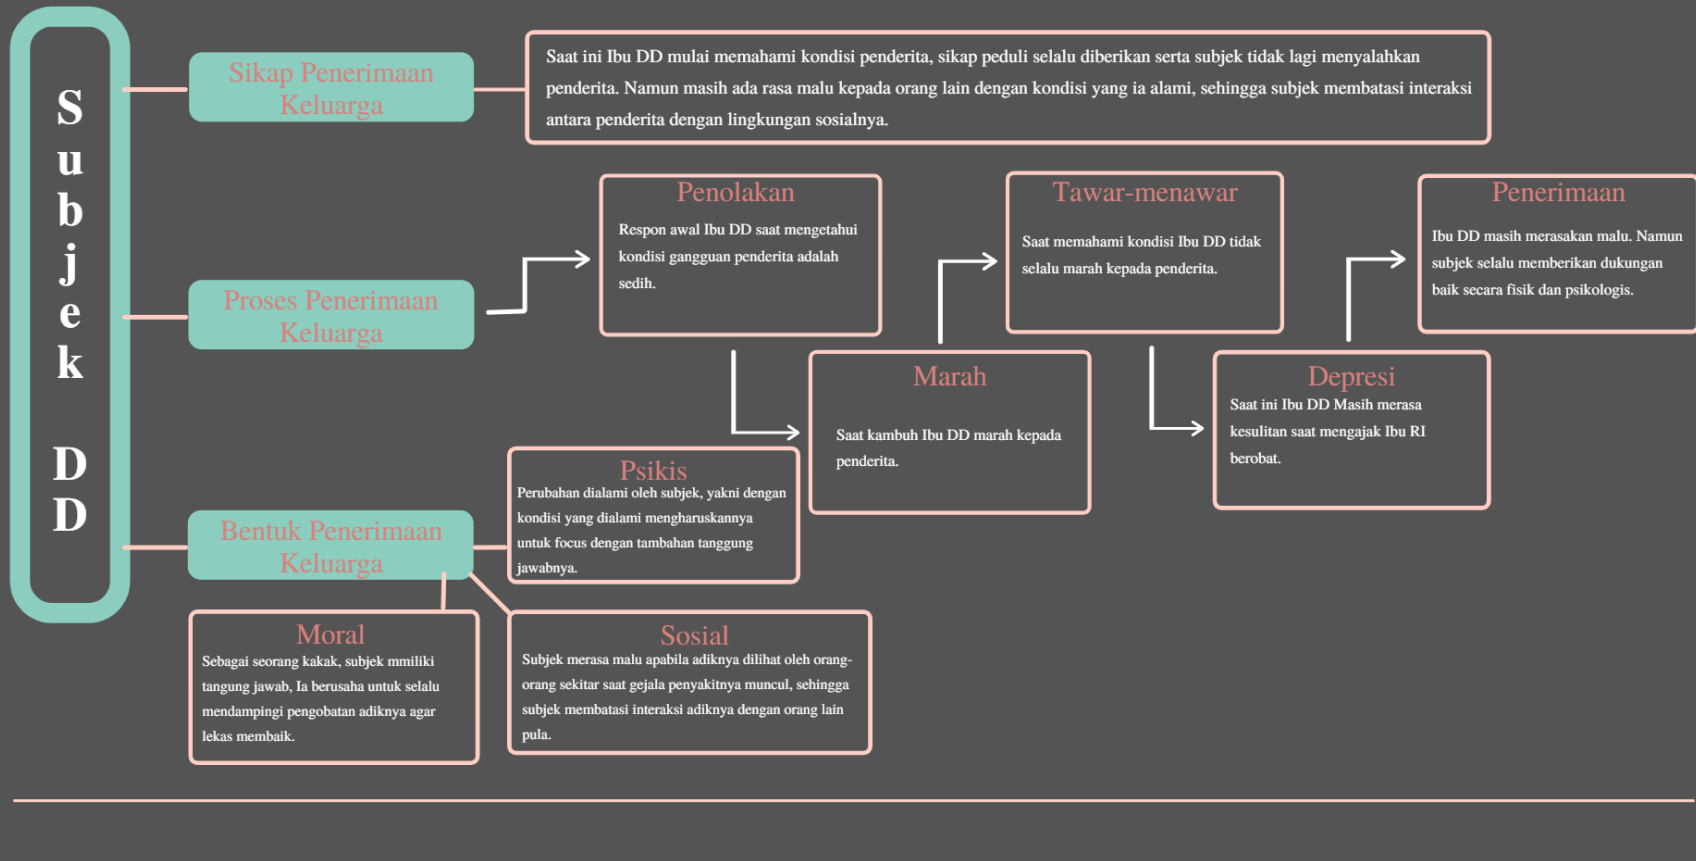 Subjek
DD
Sikap Penerimaan
Keluarga
Saat ini Ibu DD mulai memahami kondisi penderita, sikap peduli selalu diberikan serta subjek tidak lagi menyalahkan
penderita. Namun masih ada rasa malu kepada orang lain dengan kondisi yang ia alami, sehingga subjek membatasi interaksi
antara penderita dengan lingkungan sosialnya.
Proses Penerimaan
Keluarga
Penolakan
Respon awal Ibu DD saat mengetahui
kondisi gangguan penderita adalah
sedih.
Marah
Saat kambuh Ibu DD marah kepada
penderita.
Tawar-menawar
Saat memahami kondisi Ibu DD tidak
selalu marah kepada penderita.
Depresi
Saat ini Ibu DD Masih merasa
kesulitan saat mengajak Ibu RI
berobat.
Penerimaan
Ibu DD masih merasakan malu. Namun
subjek selalu memberikan dukungan
baik secara fisik dan psikologis.
Bentuk Penerimaan
Keluarga
Psikis
Perubahan dialami oleh subjek, yakni dengan
kondisi yang dialami mengharuskannya
untuk focus dengan tambahan tanggung
jawabnya.
Moral
Sebagai seorang kakak, subjek mmiliki
tangung jawab, Ia berusaha untuk selalu
mendampingi pengobatan adiknya agar
lekas membaik.
Sosial
Subjek merasa malu apabila adiknya dilihat oleh orang-
orang sekitar saat gejala penyakitnya muncul, sehingga
subjek membatasi interaksi adiknya dengan orang lain
pula.